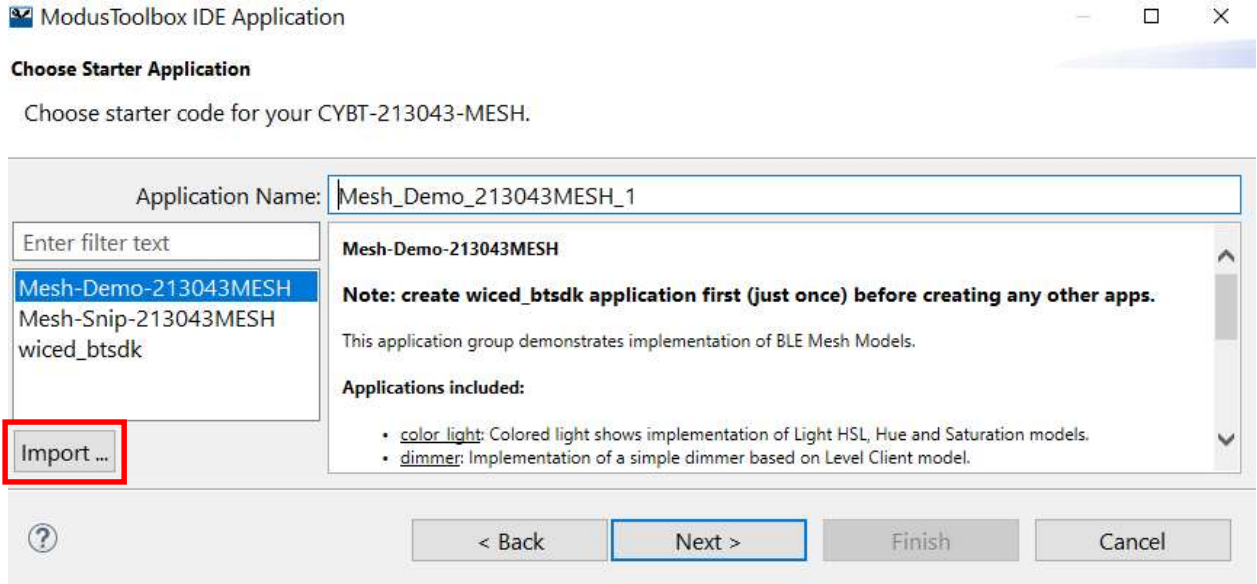 ModusToolbox IDE Application
Choose Starter Application
Choose starter code for your CYBT-213043-MESH.
Application Name: Mesh_Demo_213043MESH_1
Enter filter text
Mesh-Demo-213043MESH
Mesh-Snip-213043MESH
wiced_btsdk
Import ...
Mesh-Demo-213043MESH
Note: create wiced_btsdk application first (just once) before creating any other apps.
This application group demonstrates implementation of BLE Mesh Models.
Applications included:
• color light: Colored light shows implementation of Light HSL, Hue and Saturation models.
• dimmer: Implementation of a simple dimmer based on Level Client model.
? < Back Next > Finish Cancel